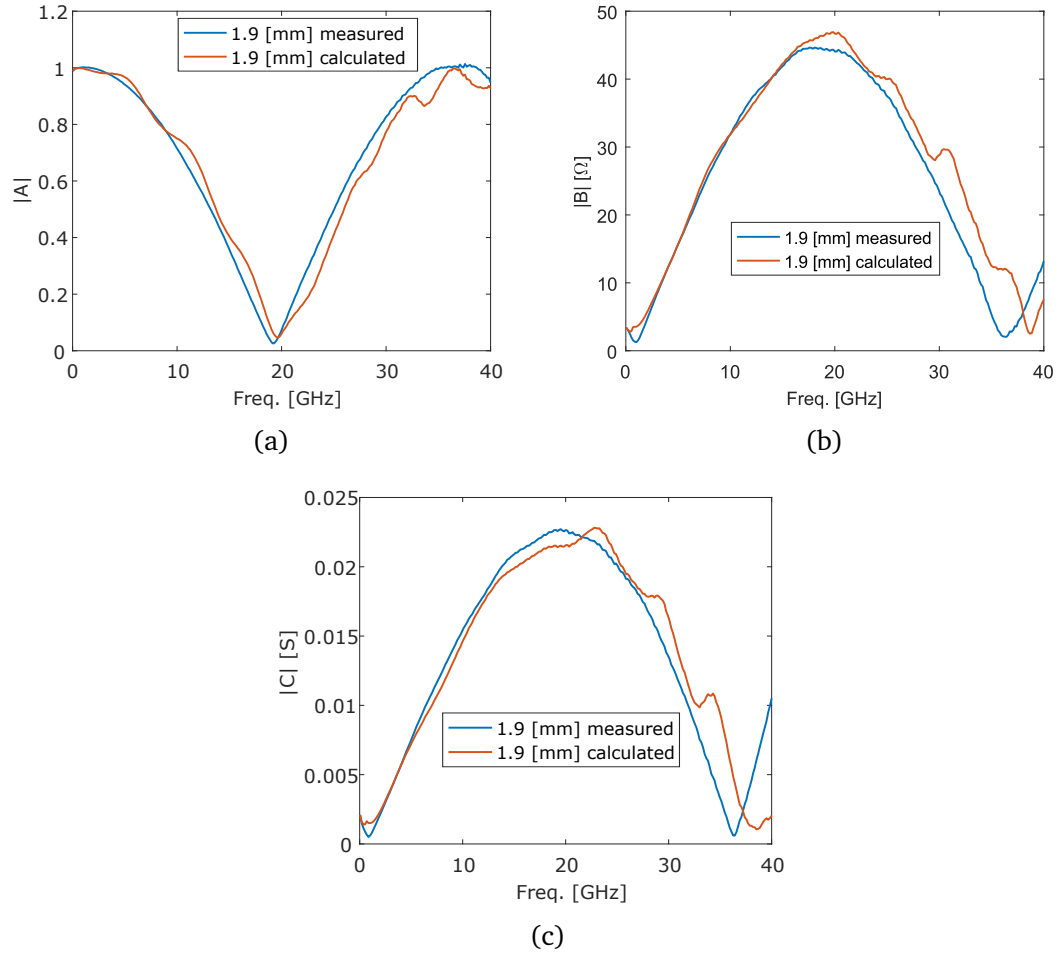 1.2
1
0.8
0.6
0.4
0.2
0
|A|
1.9 [mm] measured
1.9 [mm] calculated
0 10 20 30 40
Freq. [GHz]
(a)
50
40
30
20
10
0
|B| [Ω]
1.9 [mm] measured
1.9 [mm] calculated
0 10 20 30 40
Freq. [GHz]
(b)
0.025
0.02
0.015
0.01
0.005
0
|C| [S]
1.9 [mm] measured
1.9 [mm] calculated
0 10 20 30 40
Freq. [GHz]
(c)